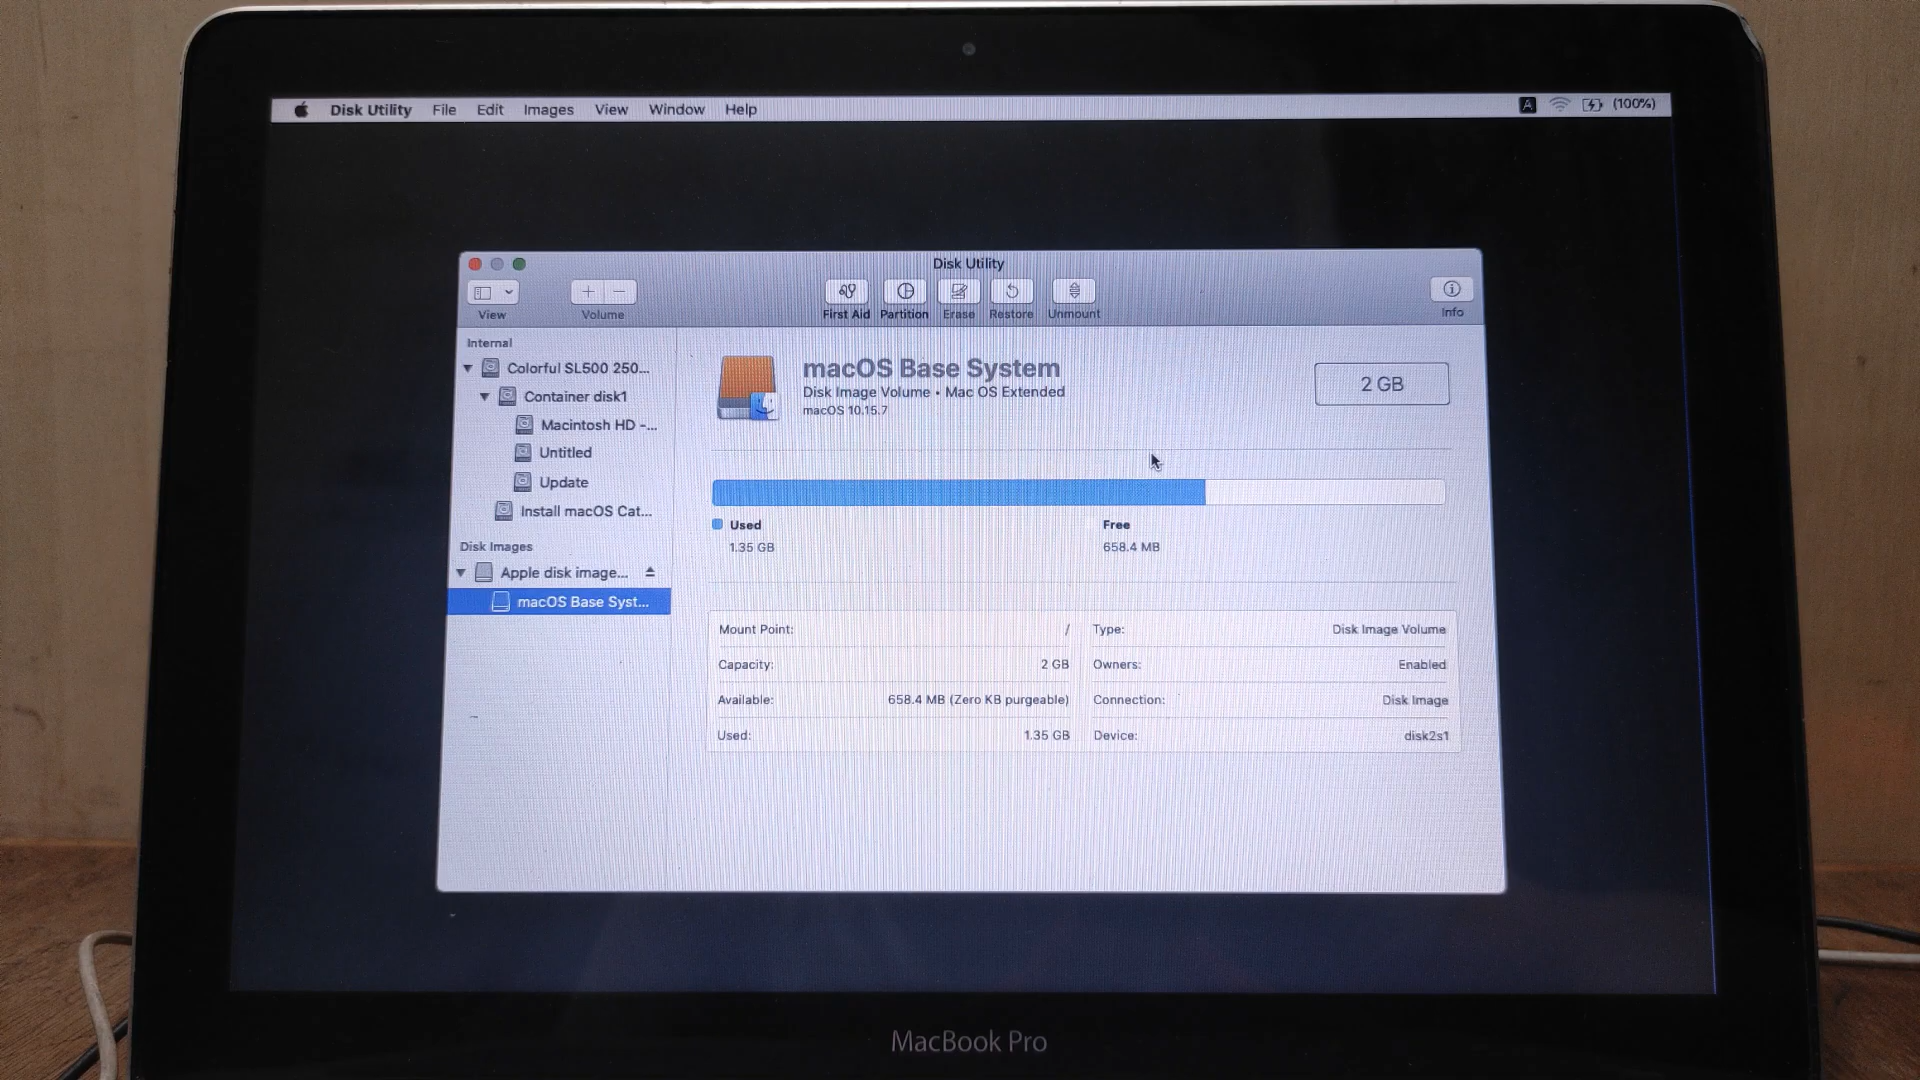 Disk Utility File Edit Images View Window Help A (100%)
Disk Utility
View Volume First Aid Partition Erase Restore Unmount Info
Internal
Colorful SL500 250...
Container disk1
Macintosh HD -...
Untitled
Update
Install macOS Cat...
Disk Images
Apple disk image...
macOS Base Syst...
macOS Base System
Disk Image Volume • Mac OS Extended
macOS 10.15.7
2 GB
Used Free
1.35 GB 658.4 MB
Mount Point: / Type: Disk Image Volume
Capacity: 2 GB Owners: Enabled
Available: 658.4 MB (Zero KB purgeable) Connection: Disk Image
Used: 1.35 GB Device: disk2s1
MacBook Pro